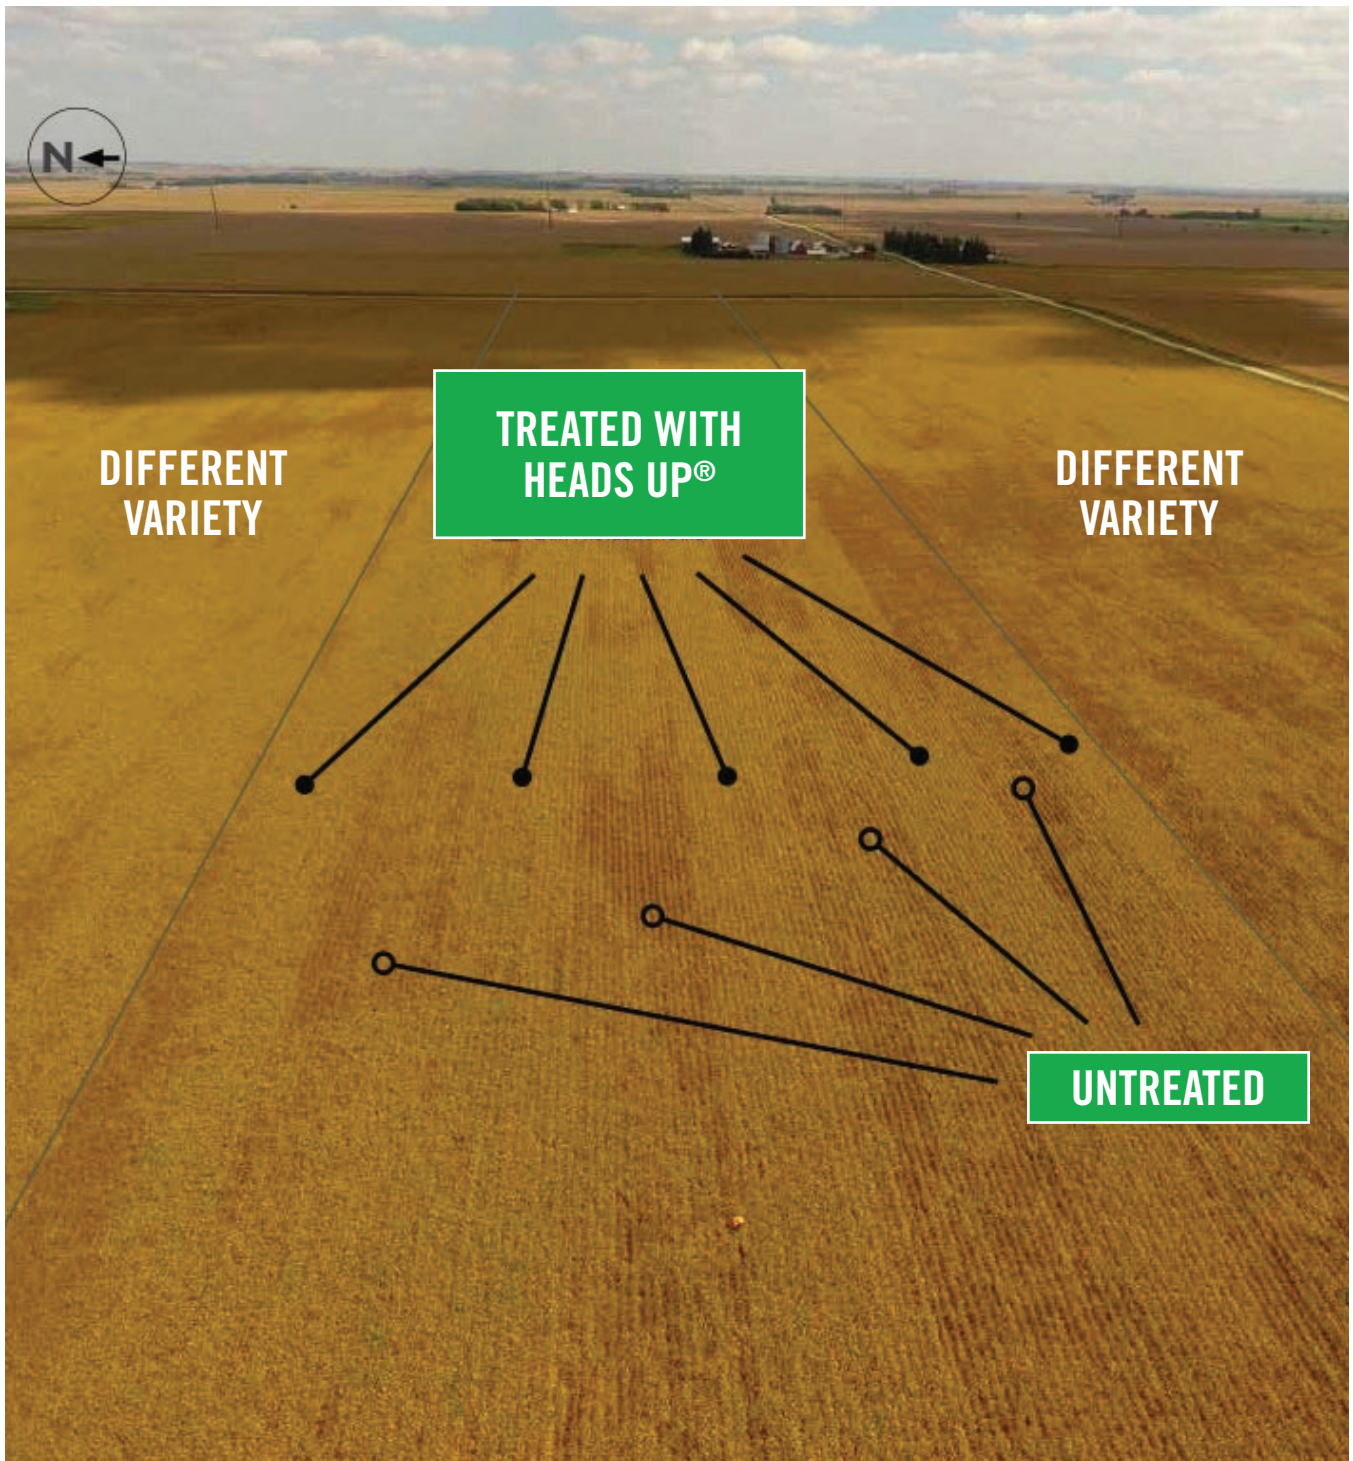 N
TREATED WITH
HEADS UP®
DIFFERENT
VARIETY
DIFFERENT
VARIETY
UNTREATED